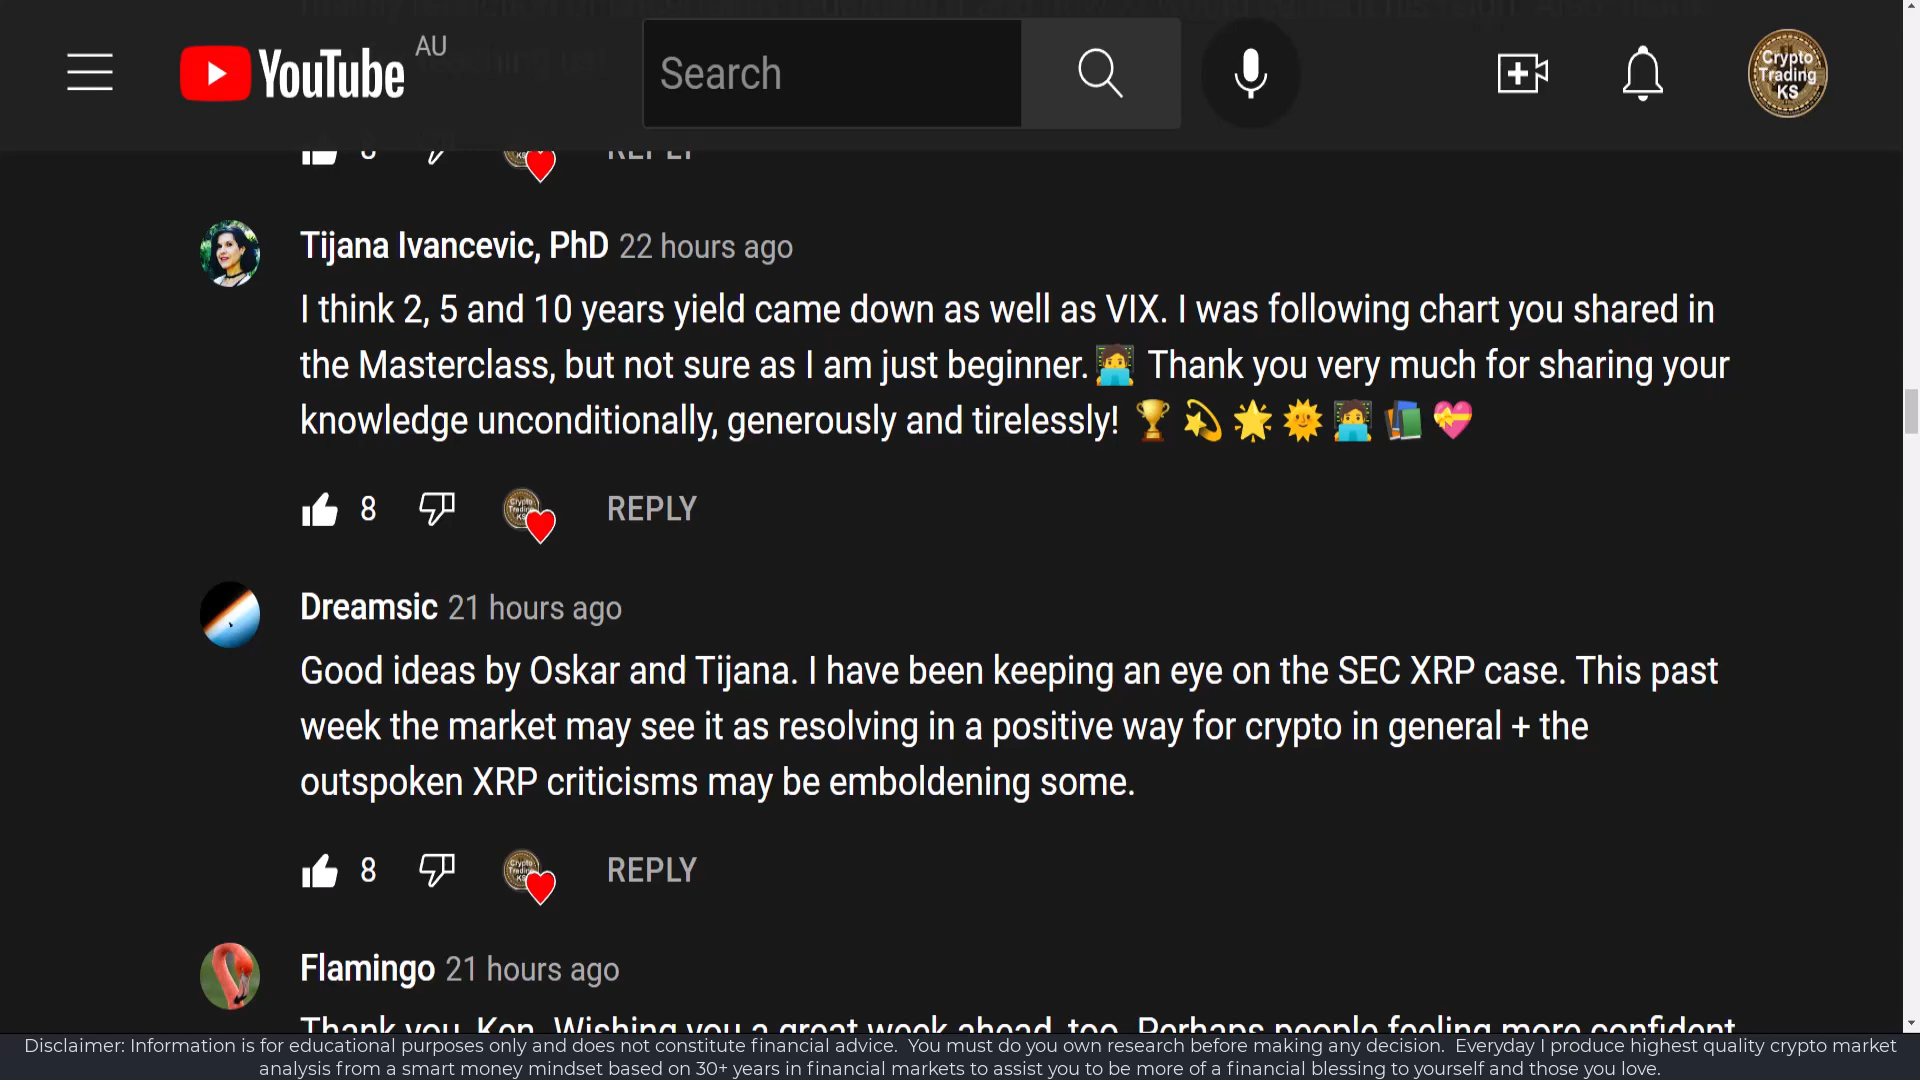 YouTube AU
Search
Crypto
Trading
KS
8 REPLY
Tijana Ivancevic, PhD 22 hours ago
I think 2, 5 and 10 years yield came down as well as VIX. I was following chart you shared in
the Masterclass, but not sure as I am just beginner. 🧑‍💻 Thank you very much for sharing your
knowledge unconditionally, generously and tirelessly! 🏆 💫 🌟 🌞 🧑‍💻 📚 💝
8 REPLY
Dreamsic 21 hours ago
Good ideas by Oskar and Tijana. I have been keeping an eye on the SEC XRP case. This past
week the market may see it as resolving in a positive way for crypto in general + the
outspoken XRP criticisms may be emboldening some.
8 REPLY
Flamingo 21 hours ago
Thank you, Ken. Wishing you a great week ahead, too. Perhaps people feeling more confident
Disclaimer: Information is for educational purposes only and does not constitute financial advice. You must do you own research before making any decision. Everyday I produce highest quality crypto market
analysis from a smart money mindset based on 30+ years in financial markets to assist you to be more of a financial blessing to yourself and those you love.